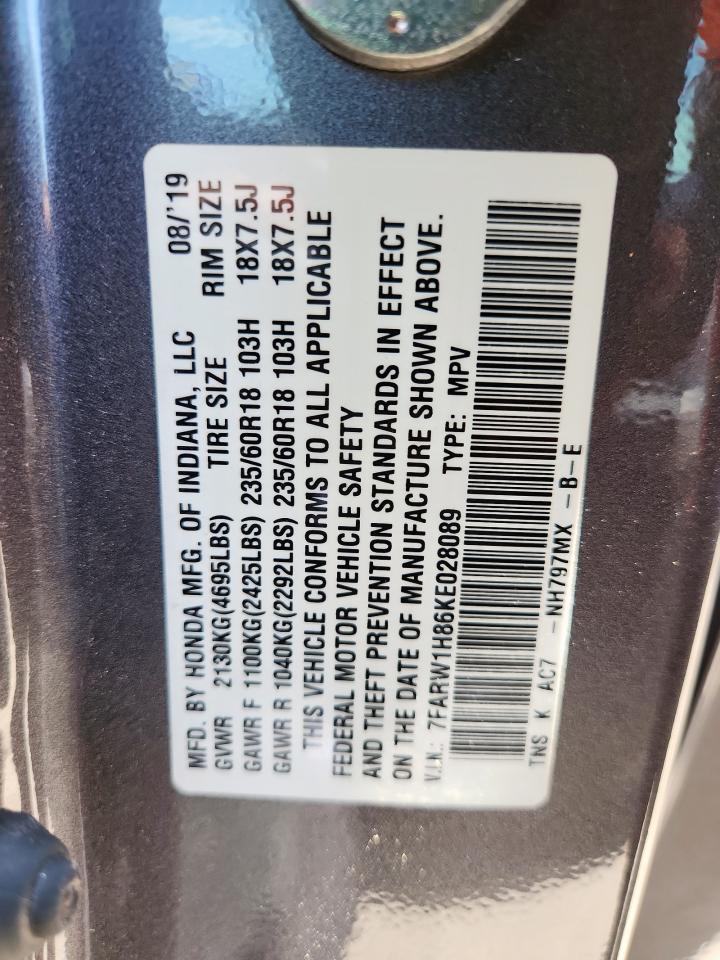 MFD. BY HONDA MFG. OF INDIANA, LLC 08/'19
GVWR 2130KG(4695LBS) TIRE SIZE RIM SIZE
GAWR F 1100KG(2425LBS) 235/60R18 103H 18X7.5J
GAWR R 1040KG(2292LBS) 235/60R18 103H 18X7.5J
THIS VEHICLE CONFORMS TO ALL APPLICABLE
FEDERAL MOTOR VEHICLE SAFETY
AND THEFT PREVENTION STANDARDS IN EFFECT
ON THE DATE OF MANUFACTURE SHOWN ABOVE.
V.I.N.: 7FARW1H86KE028089 TYPE: MPV
TNS K AC7 -NH797MX -B-E